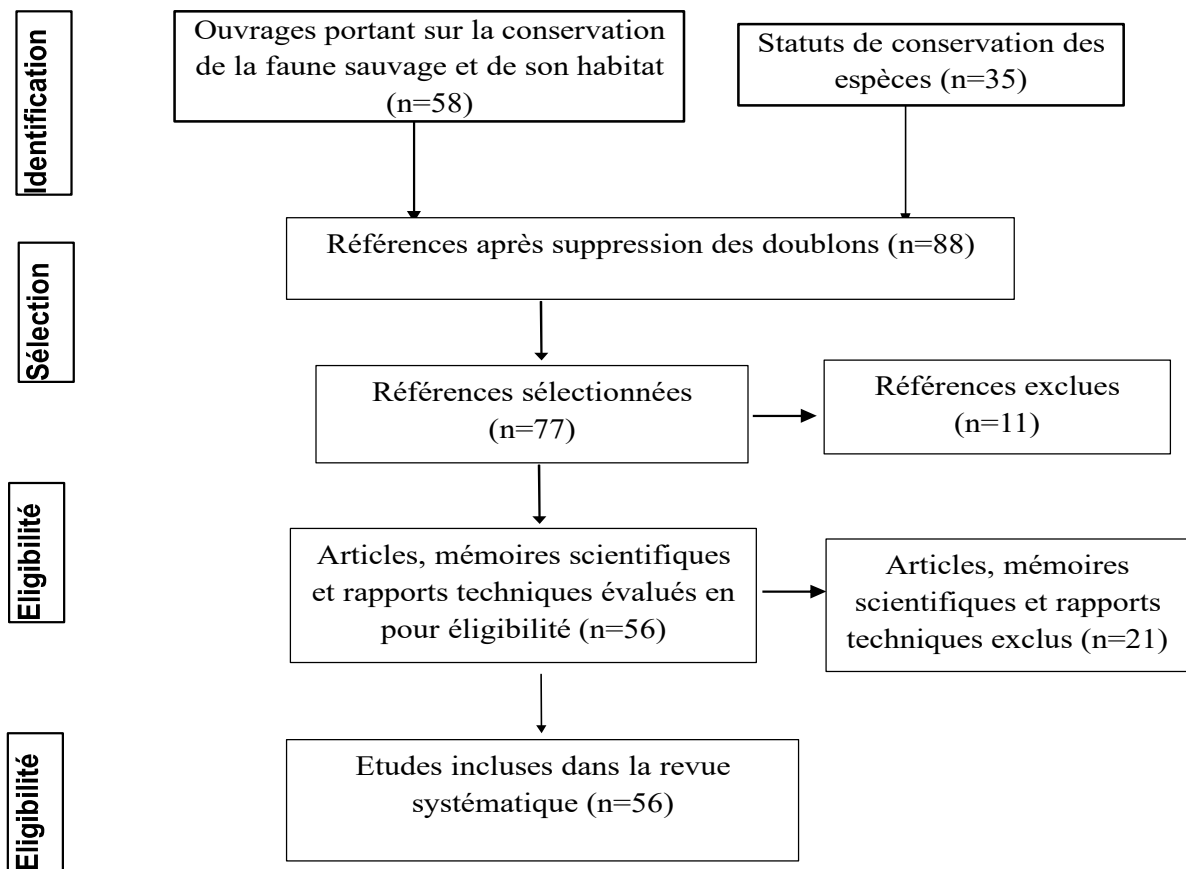 Identification
Ouvrages portant sur la conservation
de la faune sauvage et de son habitat
(n=58)
Statuts de conservation des
espèces (n=35)
Sélection
Références après suppression des doublons (n=88)
Références sélectionnées
(n=77)
Références exclues
(n=11)
Eligibilité
Articles, mémoires scientifiques
et rapports techniques évalués en
pour éligibilité (n=56)
Articles, mémoires
scientifiques et rapports
techniques exclus (n=21)
Eligibilité
Etudes incluses dans la revue
systématique (n=56)